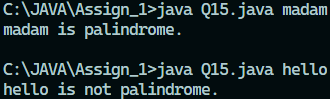 C:\JAVA\Assign_1>java Q15.java madam
madam is palindrome.
C:\JAVA\Assign_1>java Q15.java hello
hello is not palindrome.